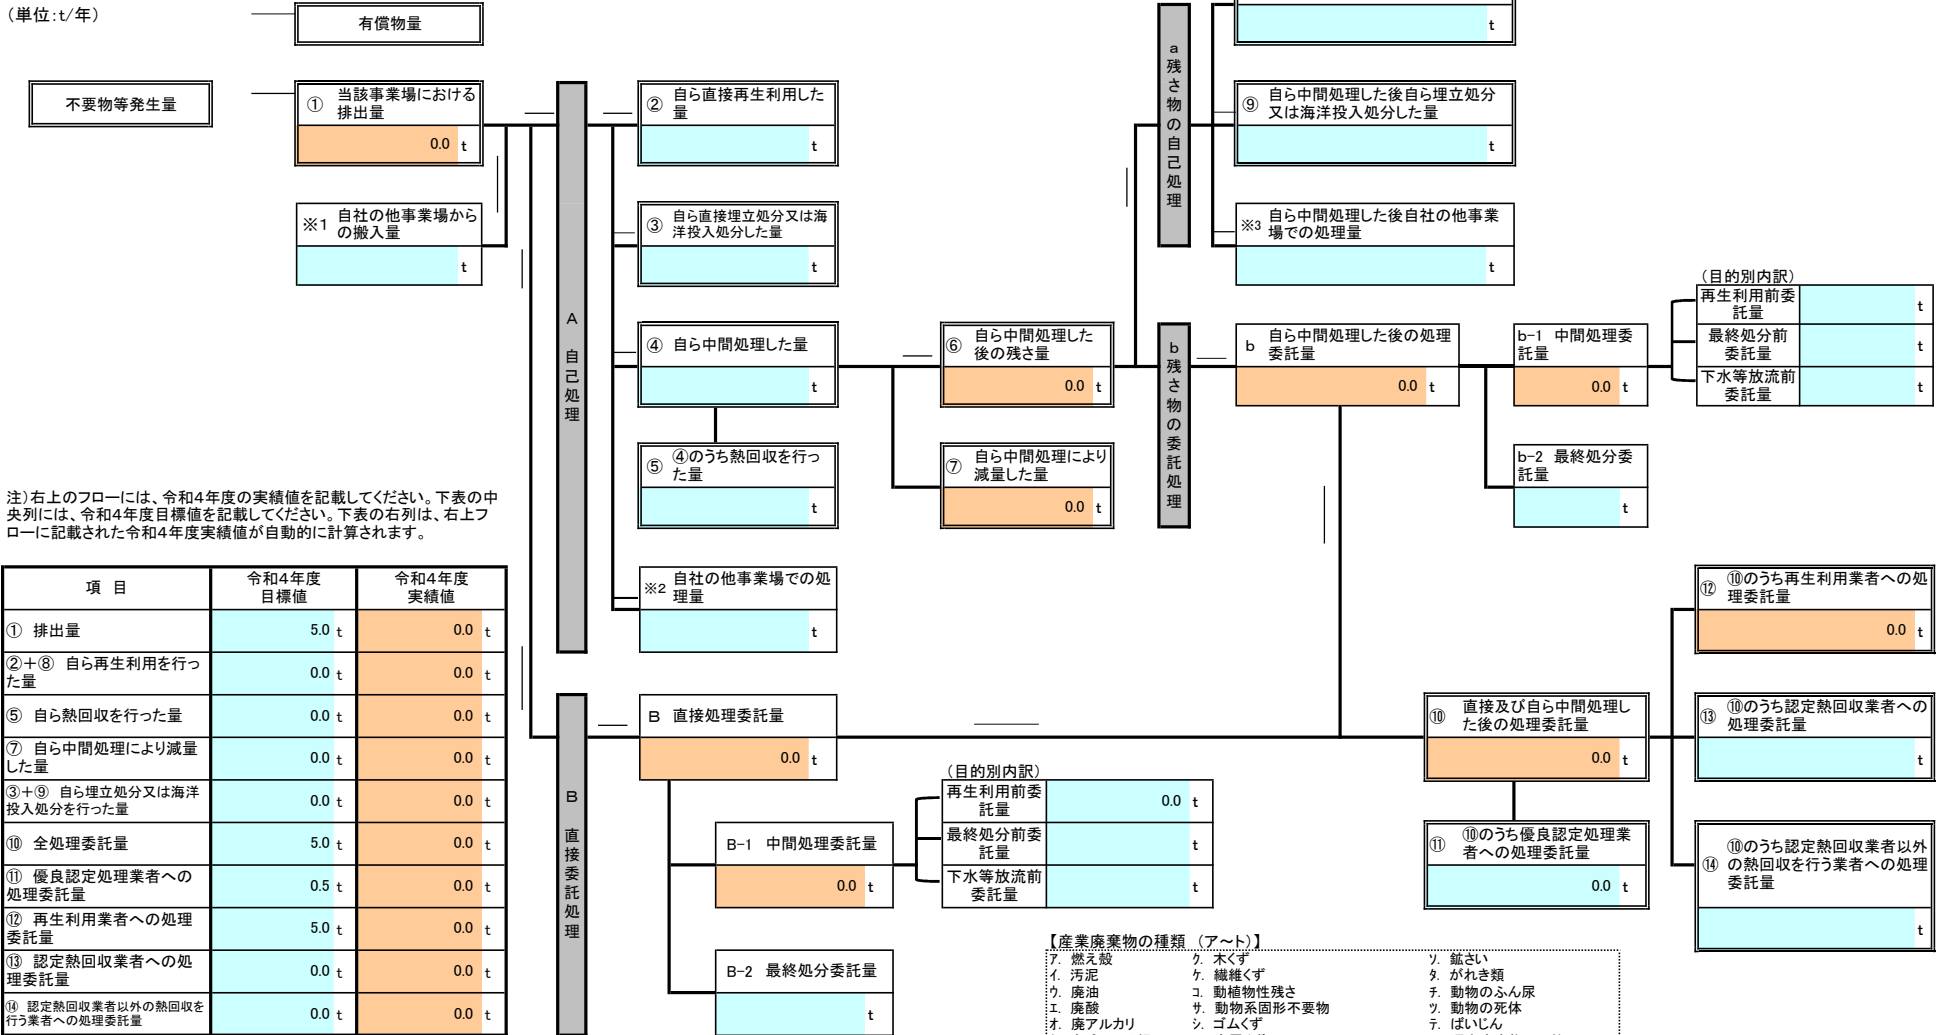 (単位:t/年)
有償物量
t
不要物等発生量
① 当該事業場における
排出量
0.0 t
※1 自社の他事業場から
の搬入量
t
A 自己処理
② 自ら直接再生利用した
量
t
③ 自ら直接埋立処分又は海
洋投入処分した量
t
④ 自ら中間処理した量
t
⑤ ④のうち熱回収を行っ
た量
t
※2 自社の他事業場での処
理量
t
⑥ 自ら中間処理した
後の残さ量
0.0 t
⑦ 自ら中間処理により
減量した量
0.0 t
a 残さ物の自己処理
⑨ 自ら中間処理した後自ら埋立処分
又は海洋投入処分した量
t
※3 自ら中間処理した後自社の他事業
場での処理量
t
b 残さ物の委託処理
b 自ら中間処理した後の処理
委託量
0.0 t
b-1 中間処理委
託量
0.0 t
(目的別内訳)
再生利用前委
託量
t
最終処分前
委託量
t
下水等放流前
委託量
t
b-2 最終処分委
託量
t
注)右上のフローには、令和4年度の実績値を記載してください。下表の中
央列には、令和4年度目標値を記載してください。下表の右列は、右上フ
ローに記載された令和4年度実績値が自動的に計算されます。
項 目
令和4年度
目標値
令和4年度
実績値
① 排出量 5.0 t 0.0 t
②+⑧ 自ら再生利用を行っ
た量 0.0 t 0.0 t
⑤ 自ら熱回収を行った量 0.0 t 0.0 t
⑦ 自ら中間処理により減量
した量 0.0 t 0.0 t
③+⑨ 自ら埋立処分又は海洋
投入処分を行った量 0.0 t 0.0 t
⑩ 全処理委託量 5.0 t 0.0 t
⑪ 優良認定処理業者への
処理委託量 0.5 t 0.0 t
⑫ 再生利用業者への処理
委託量 5.0 t 0.0 t
⑬ 認定熱回収業者への処
理委託量 0.0 t 0.0 t
⑭ 認定熱回収業者以外の熱回収を
行う業者への処理委託量 0.0 t 0.0 t
B 直接委託処理
B 直接処理委託量
0.0 t
B-1 中間処理委託量
0.0 t
(目的別内訳)
再生利用前委
託量
0.0 t
最終処分前委
託量
t
下水等放流前
委託量
t
B-2 最終処分委託量
t
⑩ 直接及び自ら中間処理し
た後の処理委託量
0.0 t
⑪ ⑩のうち優良認定処理業
者への処理委託量
0.0 t
⑫ ⑩のうち再生利用業者への処
理委託量
0.0 t
⑬ ⑩のうち認定熱回収業者への
処理委託量
t
⑭ ⑩のうち認定熱回収業者以外
の熱回収を行う業者への処理
委託量
t
【産業廃棄物の種類 (ア～ト)】
ア. 燃え殻 ク. 木くず ソ. 鉱さい
イ. 汚泥 ケ. 繊維くず タ. がれき類
ウ. 廃油 コ. 動植物性残さ チ. 動物のふん尿
エ. 廃酸 サ. 動物系固形不要物 ツ. 動物の死体
オ. 廃アルカリ シ. ゴムくず テ. ばいじん